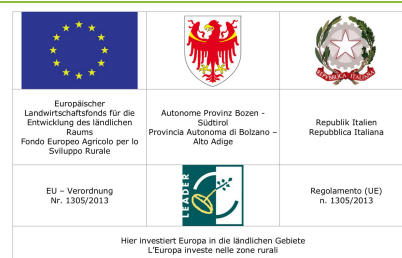 REPVBBLICA ITALIANA
Europäischer
Landwirtschaftsfonds für die
Entwicklung des ländlichen
Raums
Fondo Europeo Agricolo per lo
Sviluppo Rurale
Autonome Provinz Bozen -
Südtirol
Provincia Autonoma di Bolzano –
Alto Adige
Republik Italien
Repubblica Italiana
EU – Verordnung
Nr. 1305/2013
LEADER
Regolamento (UE)
n. 1305/2013
Hier investiert Europa in die ländlichen Gebiete
L'Europa investe nelle zone rurali